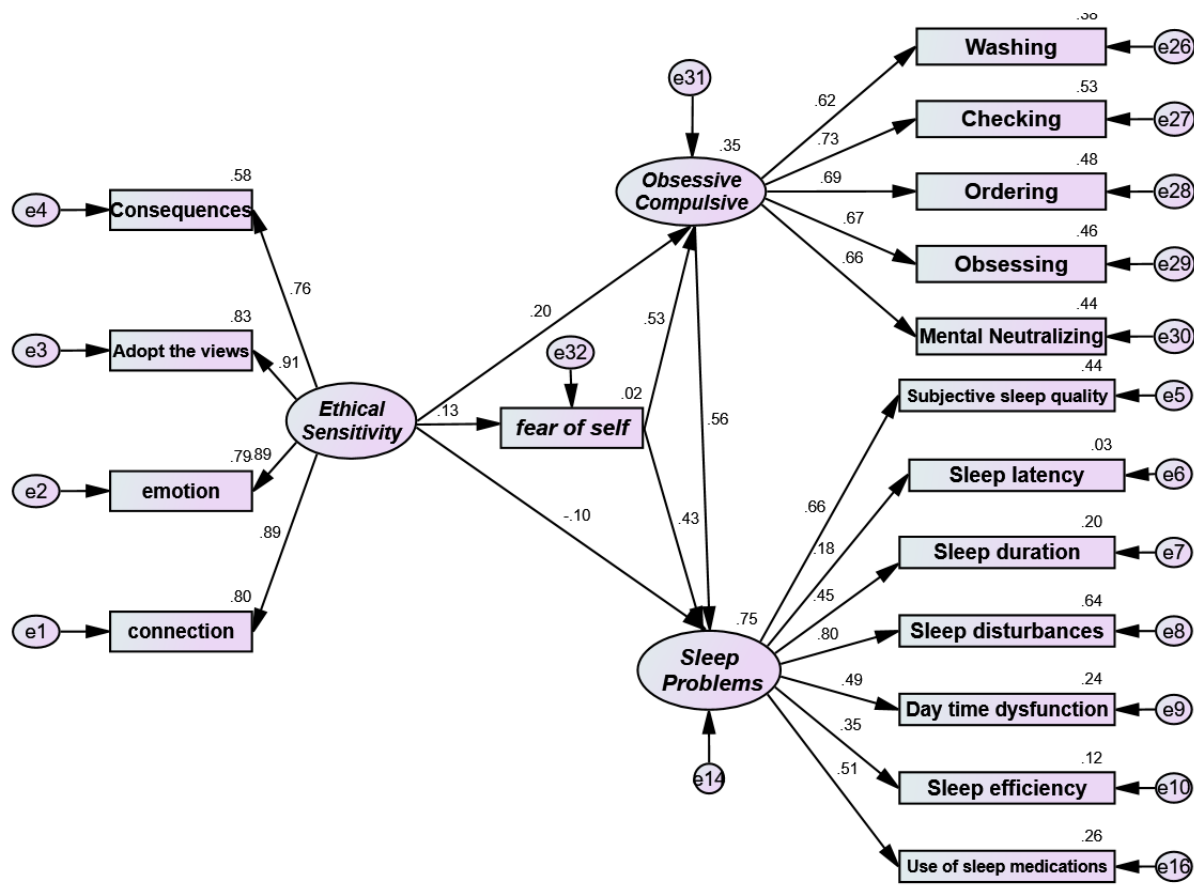 .38
Washing
e26
e31
.62
.53
Checking
e27
.73
.35
.48
.58
Obsessive
Compulsive
.69
Ordering
e28
e4
Consequences
.67
.46
Obsessing
e29
.66
.76
.44
.20
.53
Mental Neutralizing
e30
.83
e3
Adopt the views
.91
e32
.44
Subjective sleep quality
e5
.13
.02
Ethical
Sensitivity
fear of self
.56
.03
.79
.89
Sleep latency
e6
e2
emotion
.66
-.10
.43
.20
.89
.18
Sleep duration
e7
.45
.80
.64
.75
.80
e1
connection
Sleep disturbances
e8
Sleep
Problems
.49
.24
Day time dysfunction
e9
.35
.12
.51
e14
Sleep efficiency
e10
.26
Use of sleep medications
e16